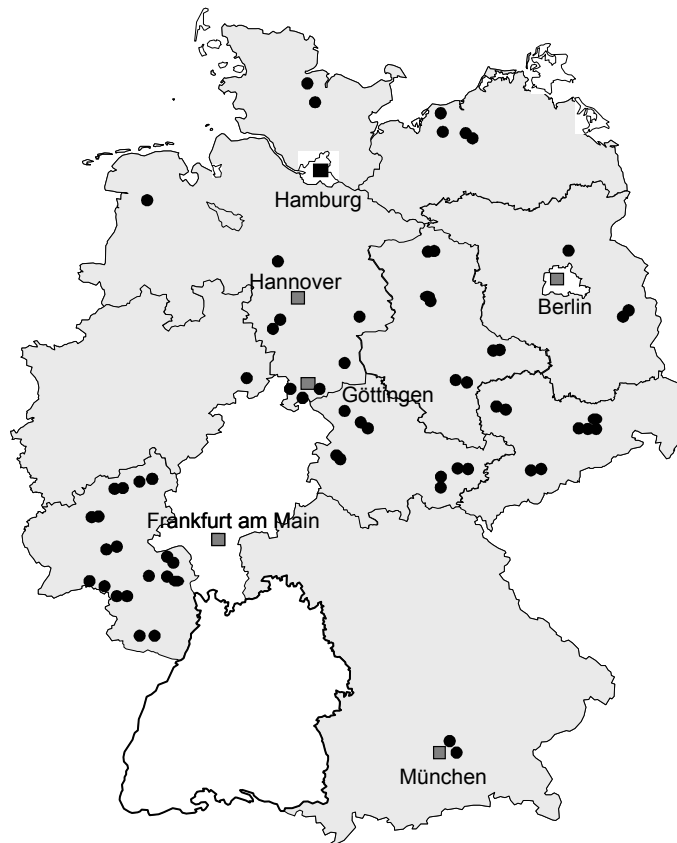 Hamburg
Hannover
Berlin
Göttingen
Frankfurt am Main
München